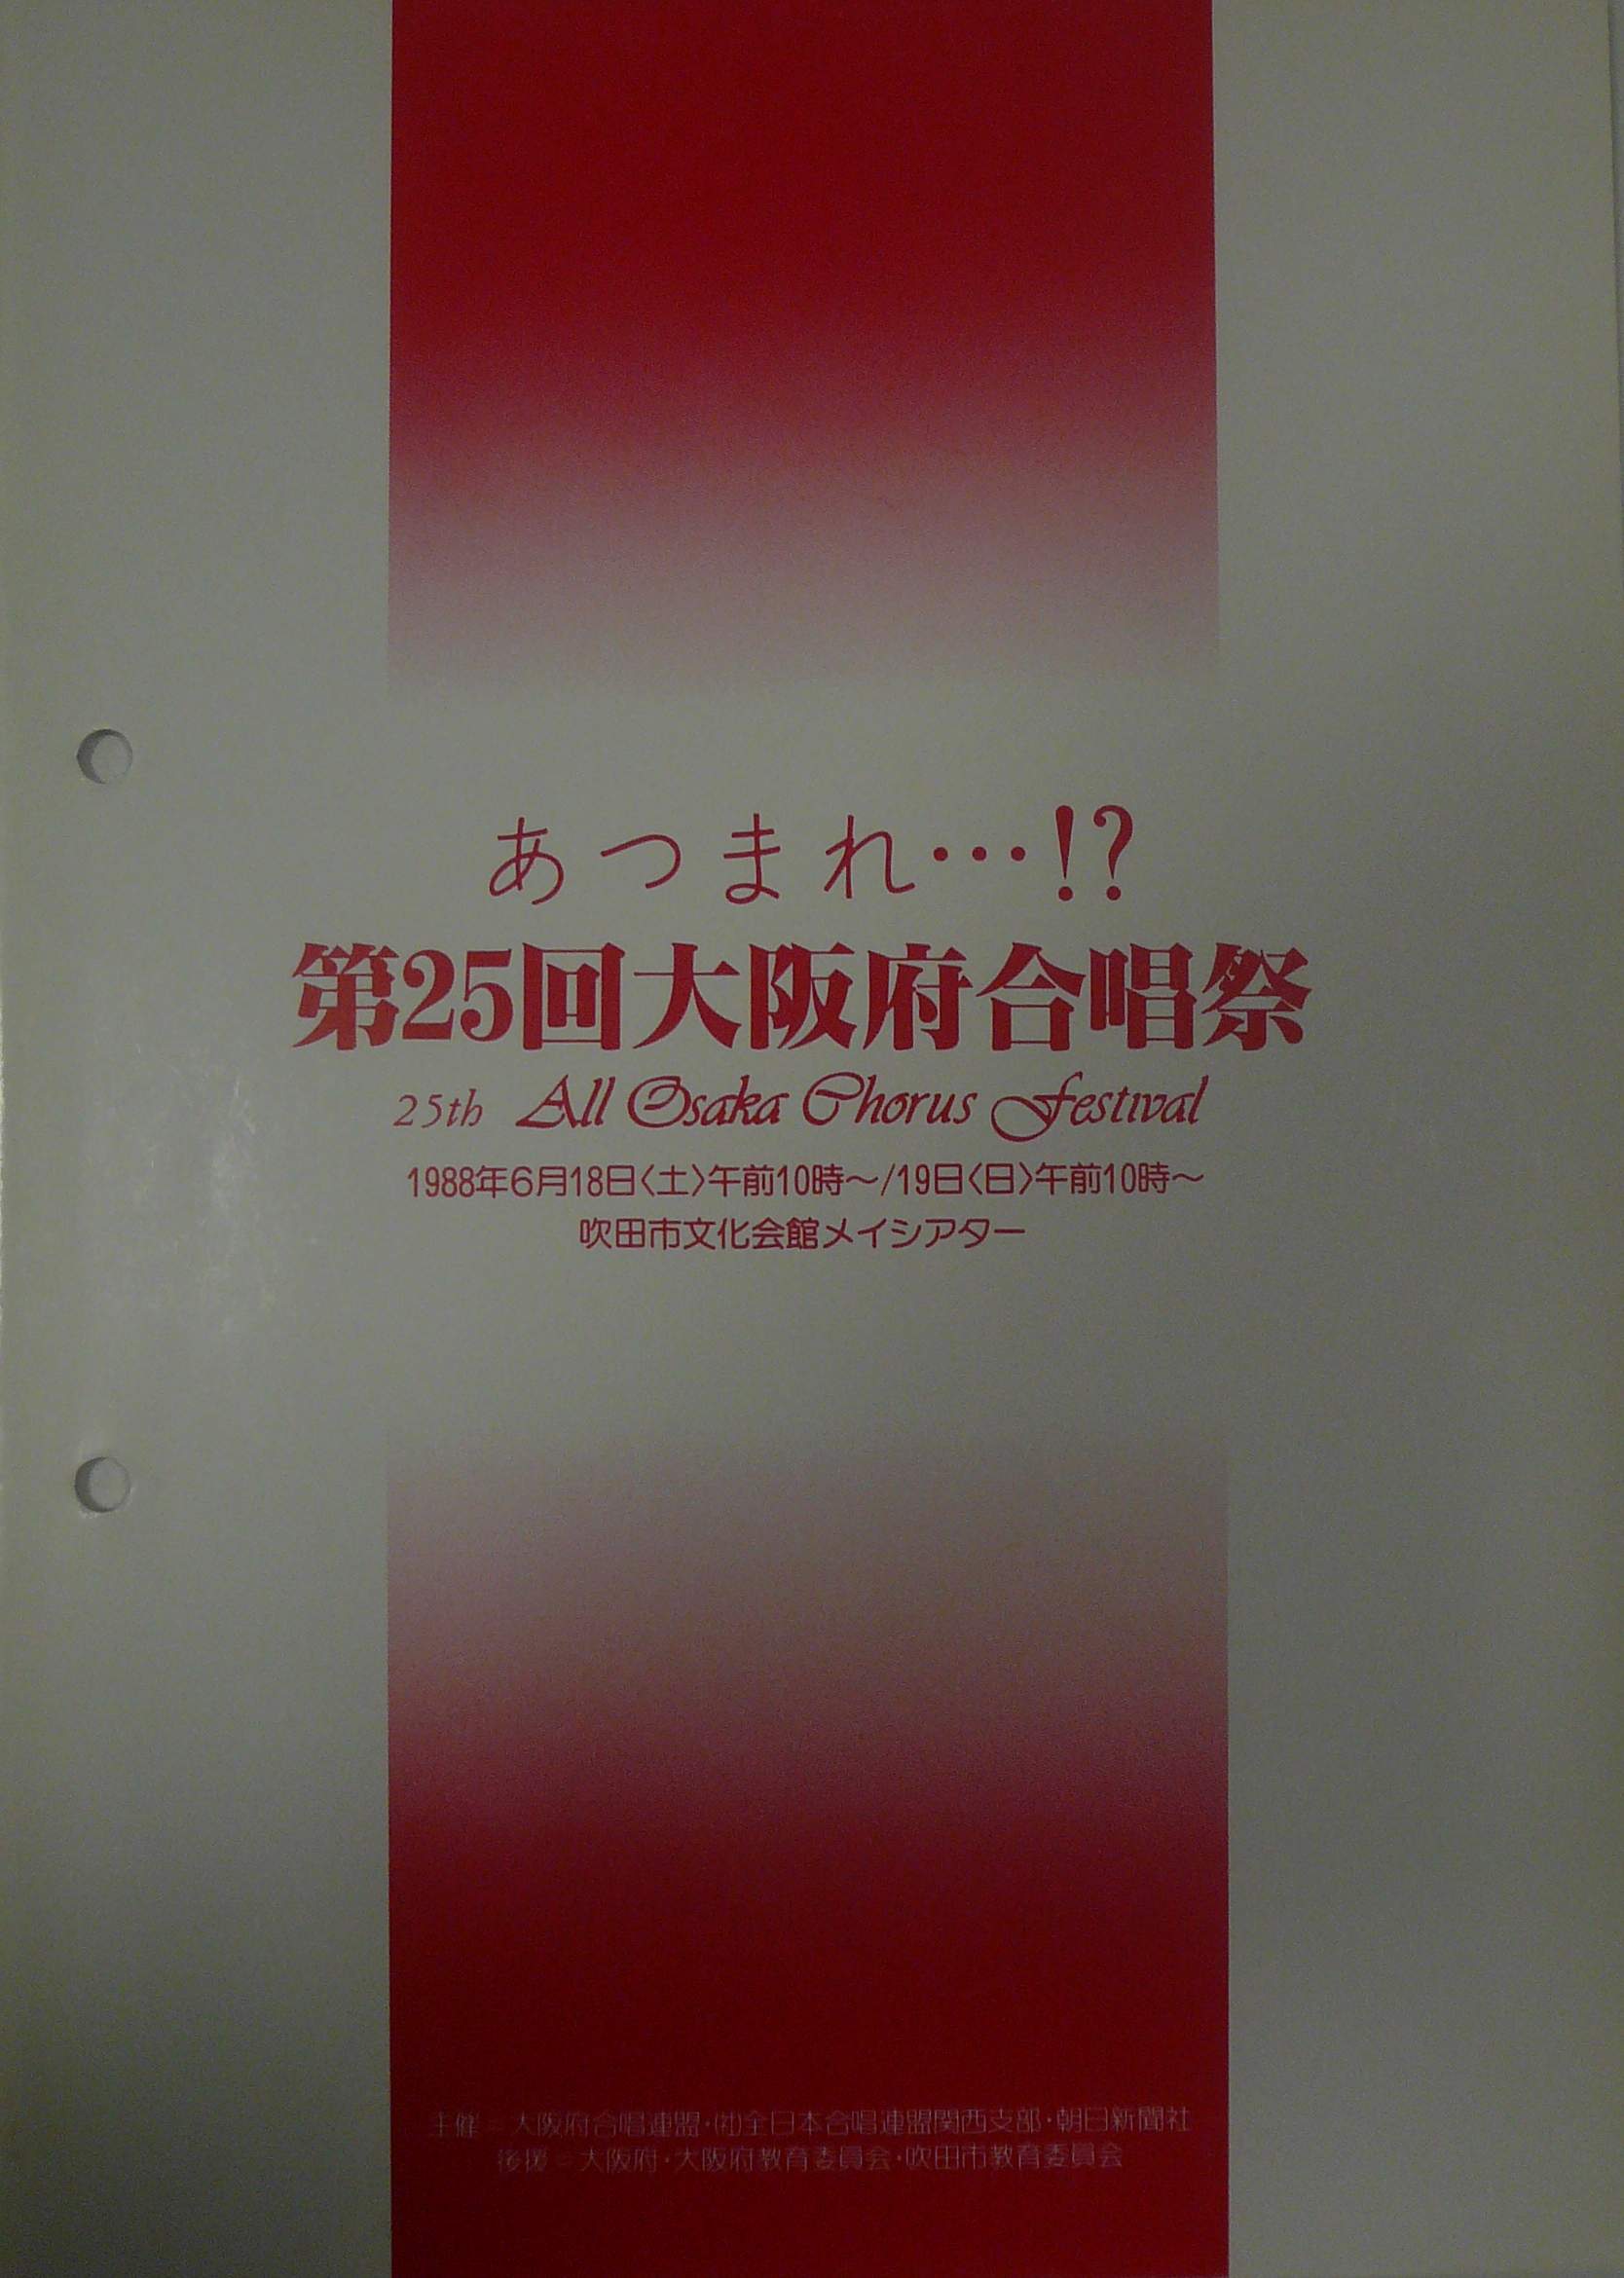 あつまれ…!?
第25回大阪府合唱祭
25th All Osaka Chorus Festival
1988年6月18日〈土〉午前10時〜/19日〈日〉午前10時〜
吹田市文化会館メイシアター
主催＝大阪府合唱連盟・(社)全日本合唱連盟関西支部・朝日新聞社
後援＝大阪府・大阪府教育委員会・吹田市教育委員会